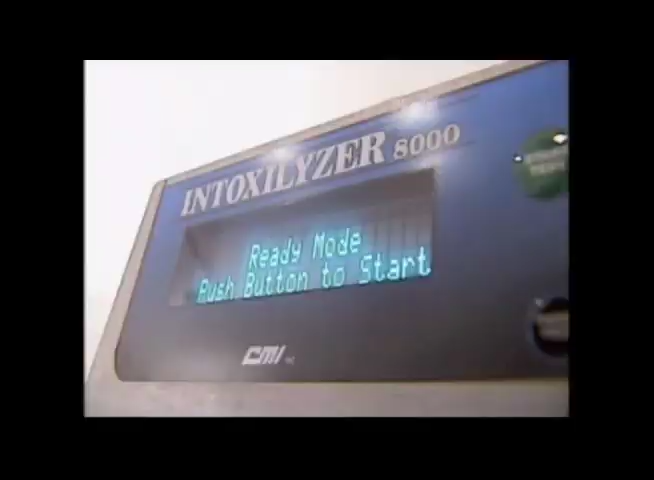 INTOXILYZER 8000
Ready Mode
Push Button to Start
CMI